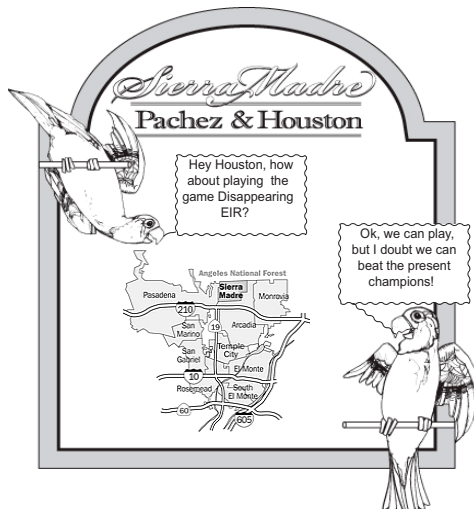 Sierra Madre
Pachez & Houston
Hey Houston, how
about playing the
game Disappearing
EIR?
Ok, we can play,
but I doubt we can
beat the present
champions!
Angeles National Forest
Sierra
Madre
Pasadena
Monrovia
210
San
Marino
19
Arcadia
San
Gabriel
Temple
City
El Monte
10
Rosemead
South
El Monte
60
605